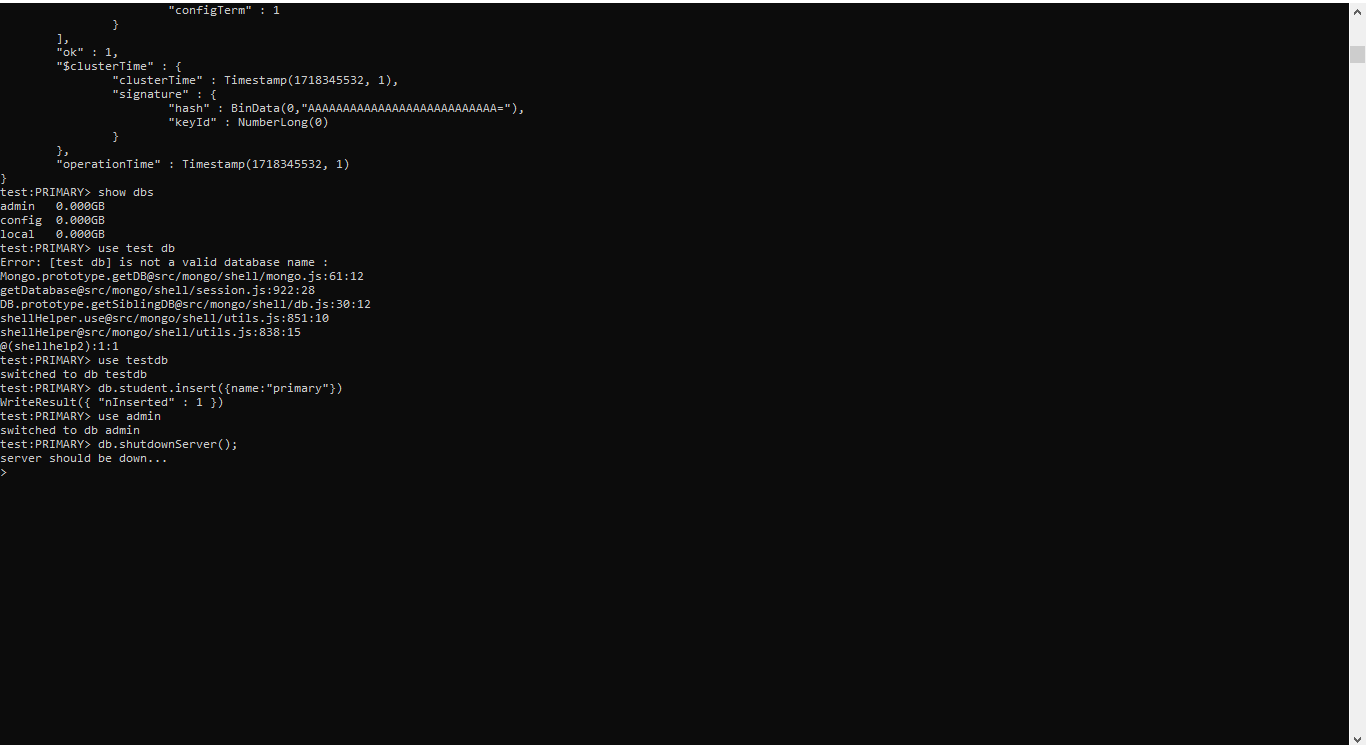 "configTerm" : 1
}
],
"ok" : 1,
"$clusterTime" : {
"clusterTime" : Timestamp(1718345532, 1),
"signature" : {
"hash" : BinData(0,"AAAAAAAAAAAAAAAAAAAAAAAAAAA="),
"keyId" : NumberLong(0)
}
},
"operationTime" : Timestamp(1718345532, 1)
}
test:PRIMARY> show dbs
admin   0.000GB
config  0.000GB
local   0.000GB
test:PRIMARY> use test db
Error: [test db] is not a valid database name :
Mongo.prototype.getDB@src/mongo/shell/mongo.js:61:12
getDatabase@src/mongo/shell/session.js:922:28
DB.prototype.getSiblingDB@src/mongo/shell/db.js:30:12
shellHelper.use@src/mongo/shell/utils.js:851:10
shellHelper@src/mongo/shell/utils.js:838:15
@(shellhelp2):1:1
test:PRIMARY> use testdb
switched to db testdb
test:PRIMARY> db.student.insert({name:"primary"})
WriteResult({ "nInserted" : 1 })
test:PRIMARY> use admin
switched to db admin
test:PRIMARY> db.shutdownServer();
server should be down...
>